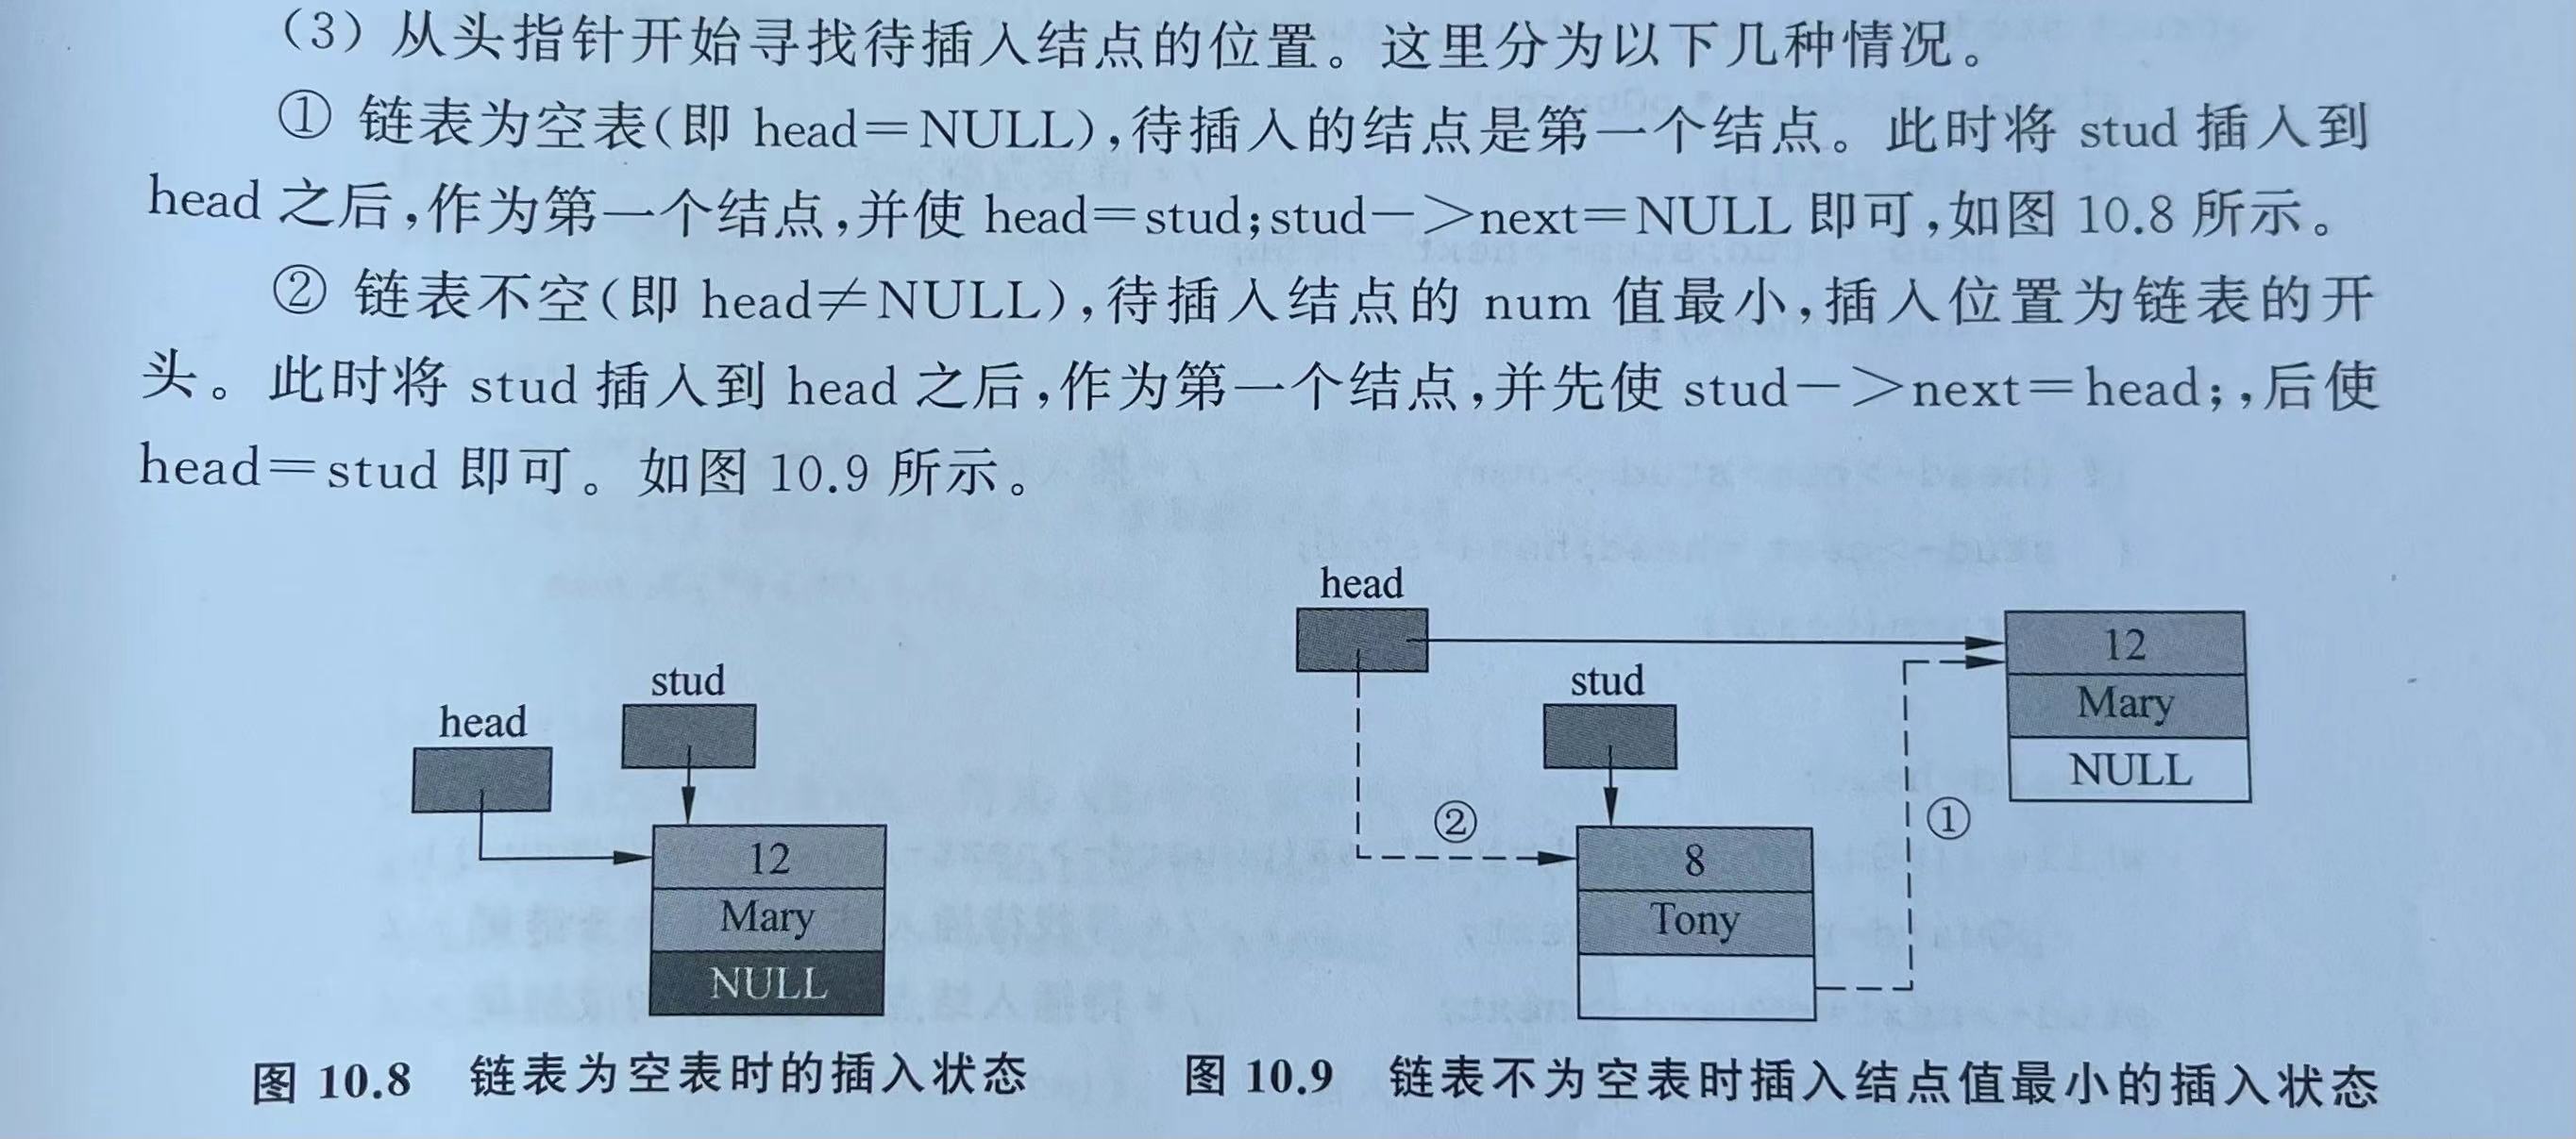 (3) 从头指针开始寻找待插入结点的位置。这里分为以下几种情况。
① 链表为空表(即 head=NULL),待插入的结点是第一个结点。此时将 stud 插入到
head 之后,作为第一个结点,并使 head=stud;stud->next=NULL 即可,如图 10.8 所示。
② 链表不空(即 head≠NULL),待插入结点的 num 值最小,插入位置为链表的开
头。此时将 stud 插入到 head 之后,作为第一个结点,并先使 stud->next=head;,后使
head=stud 即可。如图 10.9 所示。
head
stud
12
Mary
NULL
head
stud
12
Mary
NULL
②
①
8
Tony
图 10.8 链表为空表时的插入状态
图 10.9 链表不为空表时插入结点值最小的插入状态